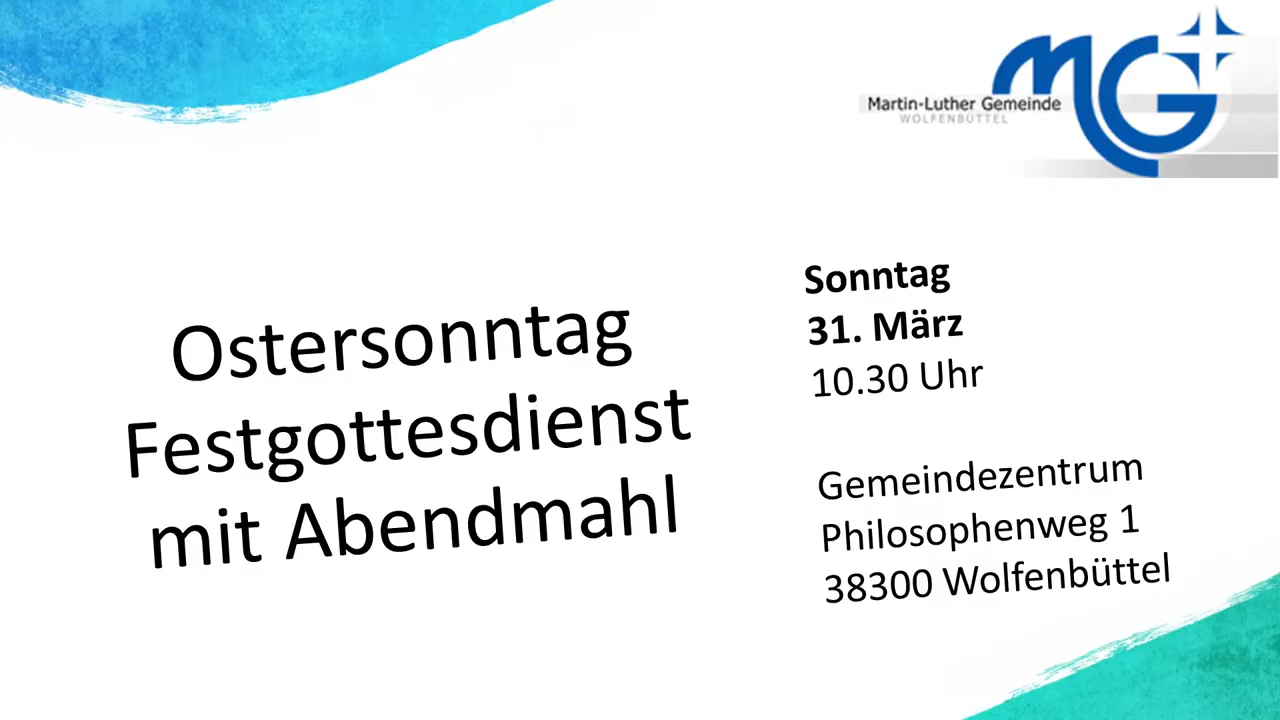 MG
Martin-Luther Gemeinde
WOLFENBÜTTEL
Ostersonntag
Festgottesdienst
mit Abendmahl
Sonntag
31. März
10.30 Uhr
Gemeindezentrum
Philosophenweg 1
38300 Wolfenbüttel